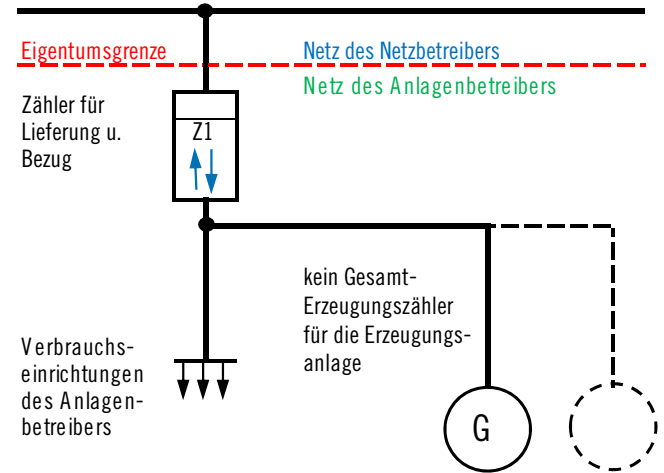 Eigentumsgrenze
Netz des Netzbetreibers
Netz des Anlagenbetreibers
Zähler für
Lieferung u.
Bezug
Z1
kein Gesamt-
Erzeugungszähler
für die Erzeugungs-
anlage
Verbrauchs-
einrichtungen
des Anlagen-
betreibers
G